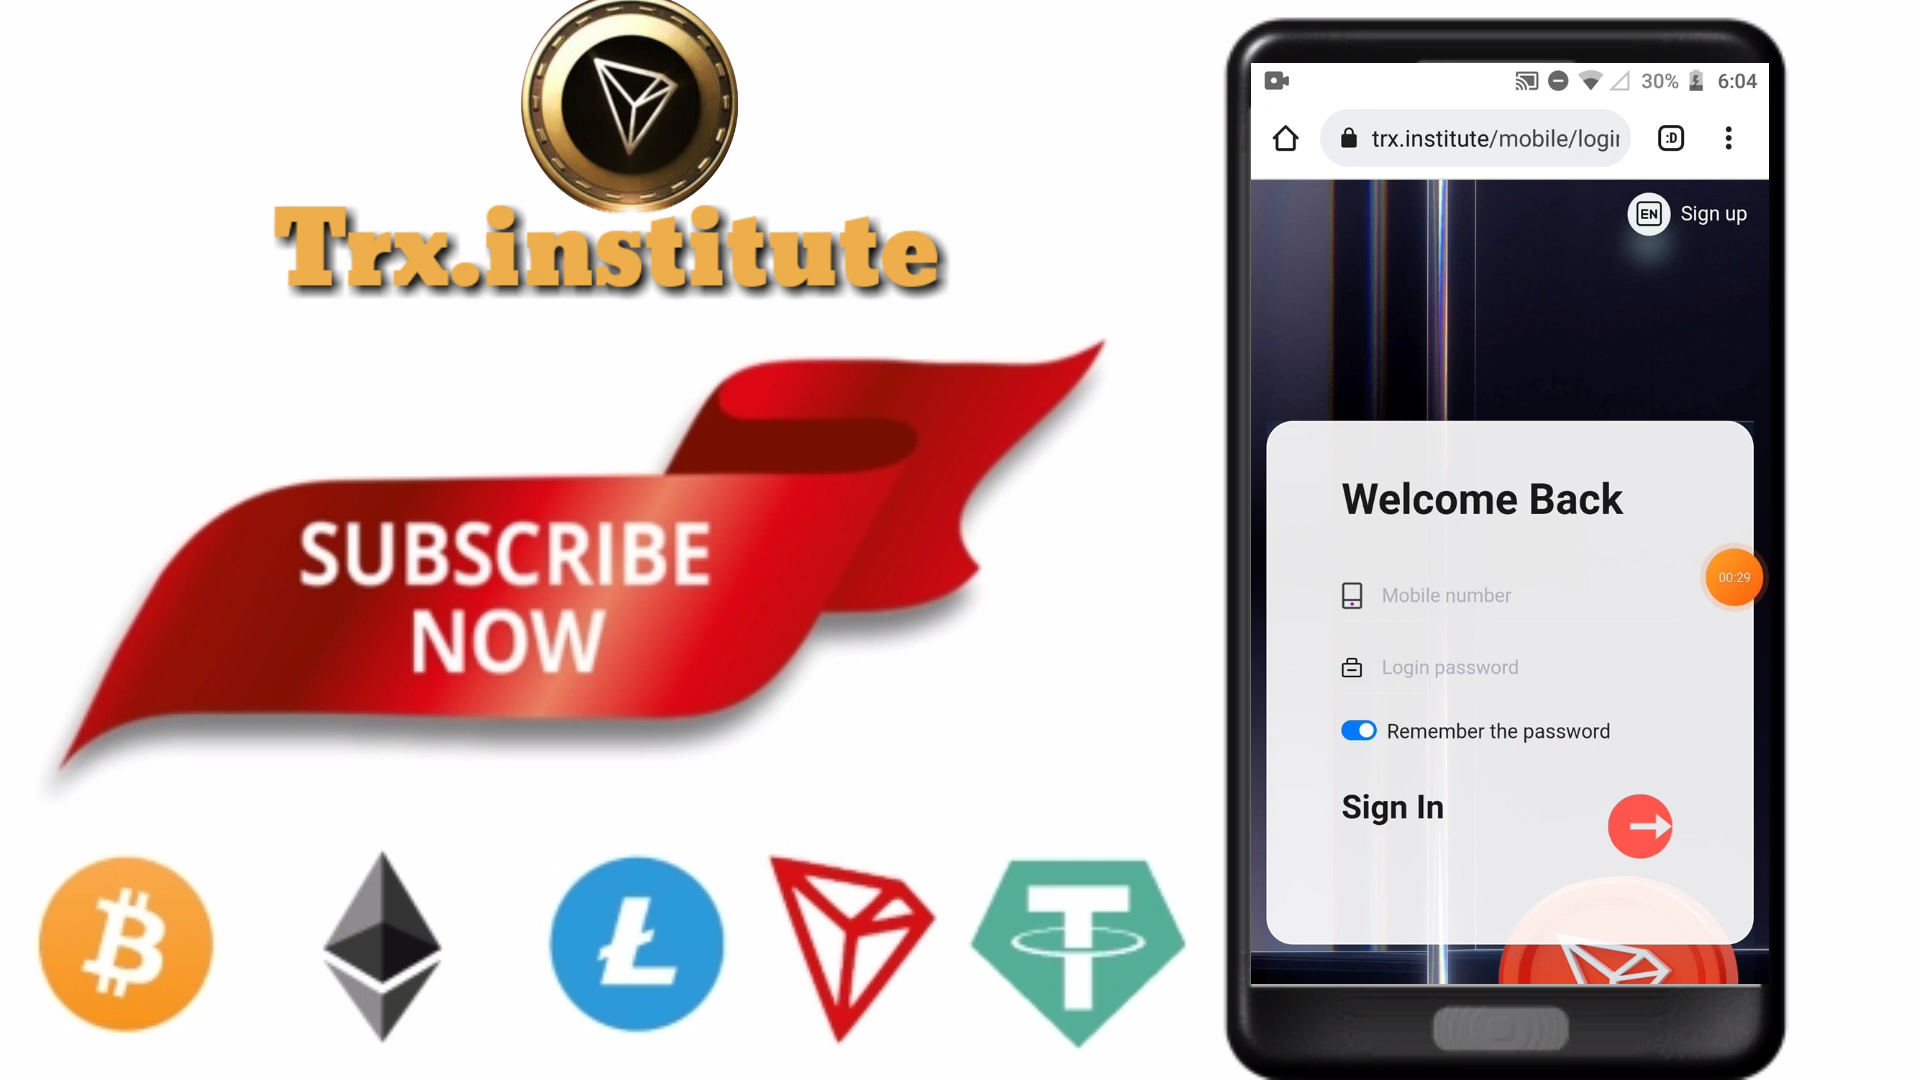 Trx.institute
SUBSCRIBE
NOW
30% 6:04
trx.institute/mobile/login
:D
EN Sign up
Welcome Back
Mobile number
00:29
Login password
Remember the password
Sign In